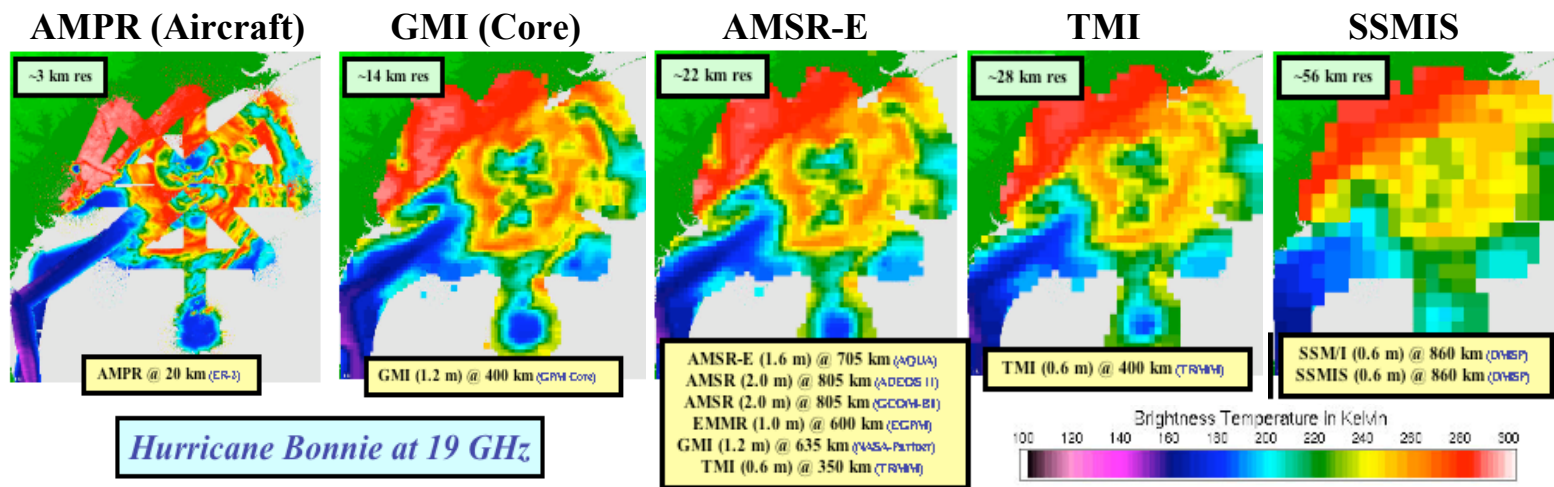 AMPR (Aircraft)
GMI (Core)
AMSR-E
TMI
SSMIS
~3 km res
~14 km res
~22 km res
~28 km res
~56 km res
AMPR @ 20 km (ER-2)
GMI (1.2 m) @ 400 km (GPM Core)
AMSR-E (1.6 m) @ 705 km (AQUA)
AMSR (2.0 m) @ 805 km (ADEOS II)
AMSR (2.0 m) @ 805 km (GCOM-B1)
EMMR (1.0 m) @ 600 km (EGPM)
GMI (1.2 m) @ 635 km (NASA-Partner)
TMI (0.6 m) @ 350 km (TRMM)
TMI (0.6 m) @ 400 km (TRMM)
SSM/I (0.6 m) @ 860 km (DMSP)
SSMIS (0.6 m) @ 860 km (DMSP)
Hurricane Bonnie at 19 GHz
Brightness Temperature in Kelvin
100 120 140 160 180 200 220 240 260 280 300